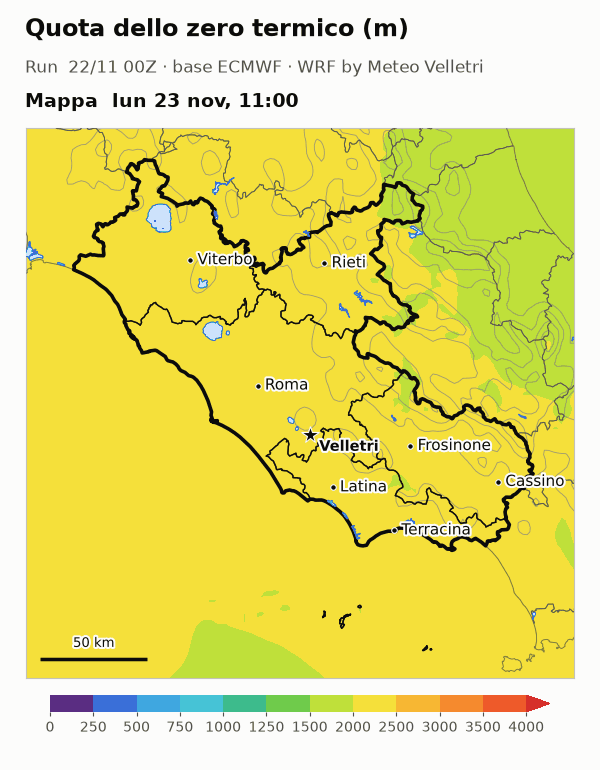 Quota dello zero termico (m)
Run  22/11 00Z · base ECMWF · WRF by Meteo Velletri
Mappa  lun 23 nov, 11:00
Viterbo
Rieti
Roma
Velletri
Frosinone
Cassino
Latina
Terracina
50 km
0 250 500 750 1000 1250 1500 2000 2500 3000 3500 4000